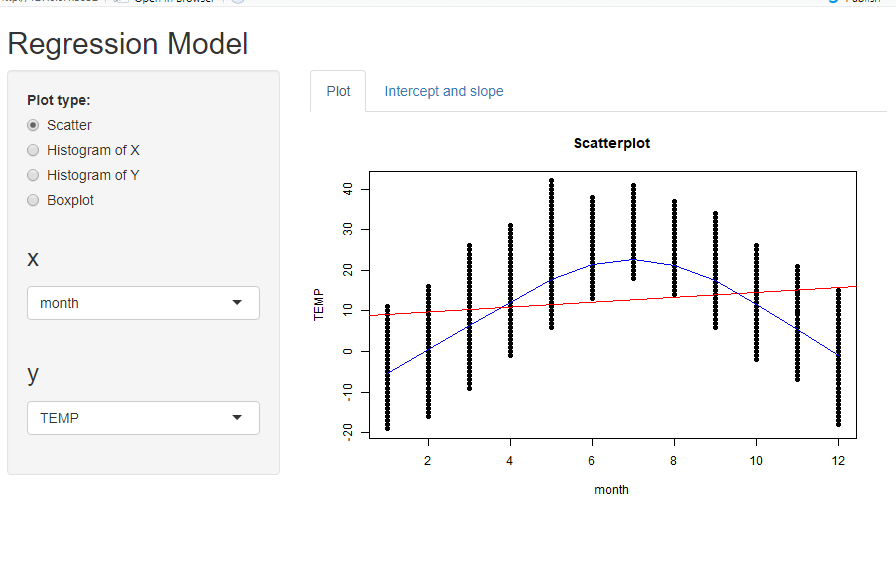 Regression Model
Plot type:
Scatter
Histogram of X
Histogram of Y
Boxplot
x
month
y
TEMP
Plot Intercept and slope
Scatterplot
TEMP
40
30
20
10
0
-10
-20
2 4 6 8 10 12
month